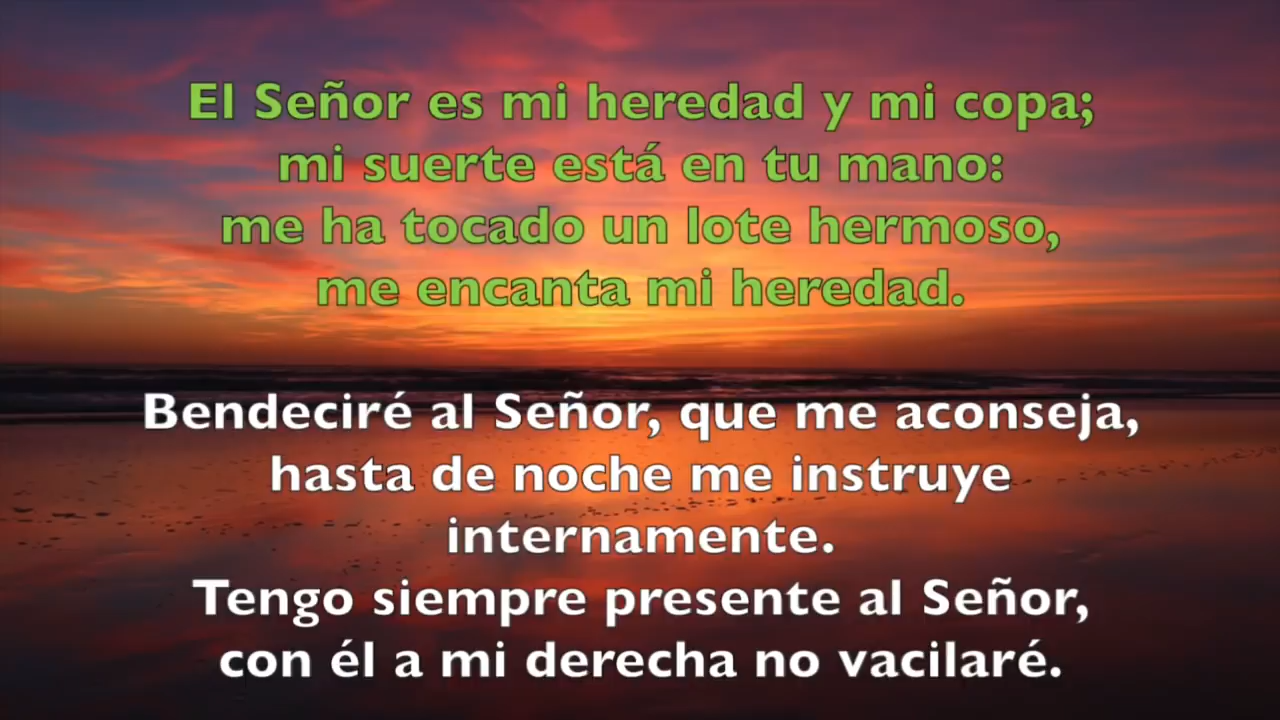 El Señor es mi heredad y mi copa;
mi suerte está en tu mano:
me ha tocado un lote hermoso,
me encanta mi heredad.
Bendeciré al Señor, que me aconseja,
hasta de noche me instruye
internamente.
Tengo siempre presente al Señor,
con él a mi derecha no vacilaré.